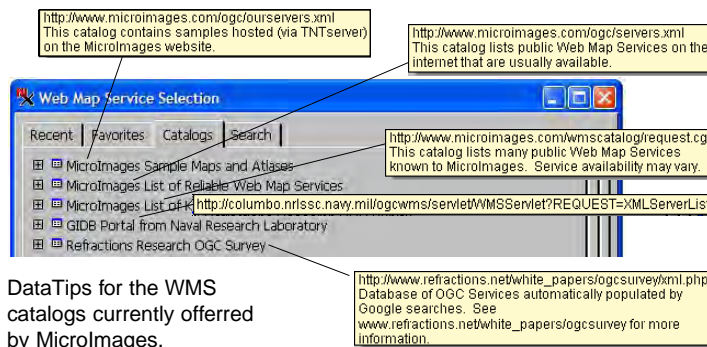 http://www.microimages.com/ogc/ourservers.xml
This catalog contains samples hosted (via TNTserver)
on the MicroImages website.
http://www.microimages.com/ogc/servers.xml
This catalog lists public Web Map Services on the
internet that are usually available.
Web Map Service Selection
Recent Favorites Catalogs Search
http://www.microimages.com/wmscatalog/request.cg
This catalog lists many public Web Map Services
known to MicroImages. Service availability may vary.
MicroImages Sample Maps and Atlases
MicroImages List of Reliable Web Map Services
MicroImages List of
http://columbo.nrlssc.navy.mil/ogcwms/servlet/WMSServlet?REQUEST=XMLServerList
GIDB Portal from Naval Research Laboratory
Refractions Research OGC Survey
http://www.refractions.net/white_papers/ogcsurvey/xml.php
Database of OGC Services automatically populated by
Google searches. See
www.refractions.net/white_papers/ogcsurvey for more
information.
DataTips for the WMS
catalogs currently offerred
by MicroImages.